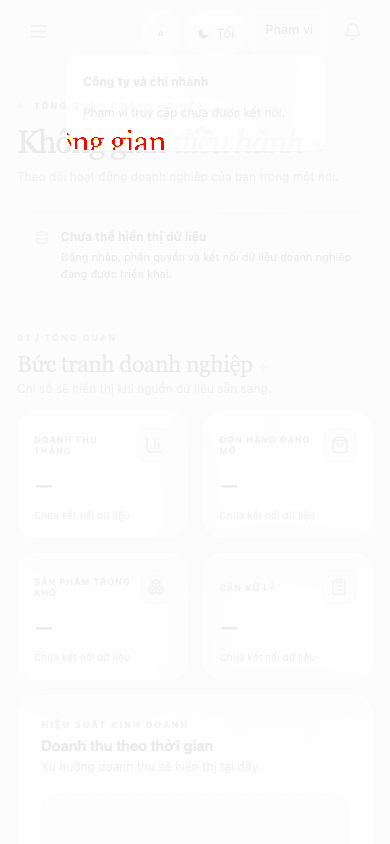 Tối
Phạm vi
Công ty và chi nhánh
TỔNG
Phạm vi truy cập chưa được kết nối.
Không gian điều hành
Theo dõi hoạt động doanh nghiệp của bạn trong một nơi.
Chưa thể hiển thị dữ liệu
Đăng nhập, phân quyền và kết nối dữ liệu doanh nghiệp
đang được triển khai.
01 / TỔNG QUAN
Bức tranh doanh nghiệp
Chỉ số sẽ hiển thị khi nguồn dữ liệu sẵn sàng.
DOANH THU
THÁNG
—
Chưa kết nối dữ liệu
ĐƠN HÀNG ĐANG
MỞ
—
Chưa kết nối dữ liệu
SẢN PHẨM TRONG
KHO
—
Chưa kết nối dữ liệu
CẦN XỬ LÝ
—
Chưa kết nối dữ liệu
HIỆU SUẤT KINH DOANH
Doanh thu theo thời gian
Xu hướng doanh thu sẽ hiển thị tại đây.